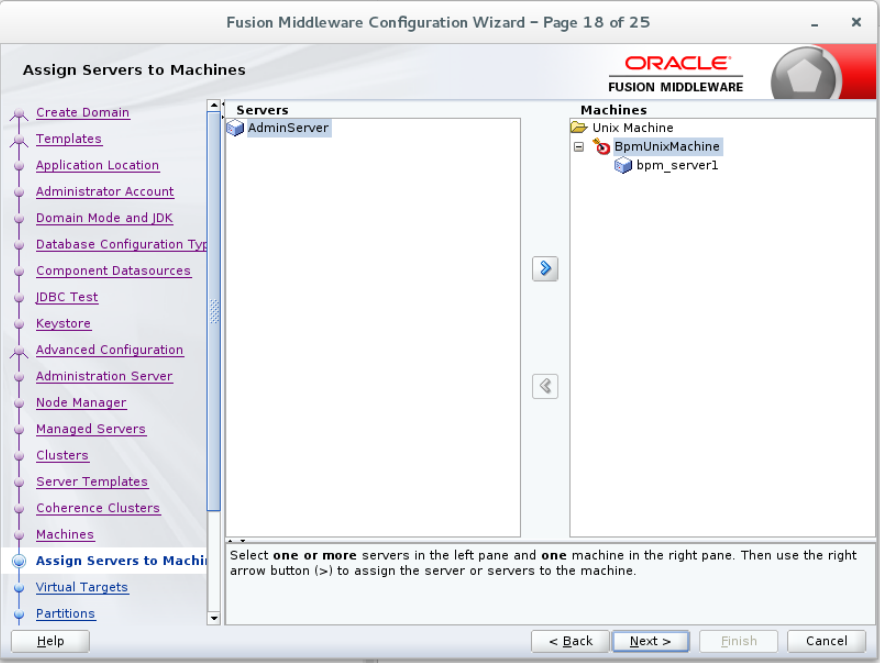 Fusion Middleware Configuration Wizard – Page 18 of 25
Assign Servers to Machines
ORACLE
FUSION MIDDLEWARE
Create Domain
Templates
Application Location
Administrator Account
Domain Mode and JDK
Database Configuration Typ
Component Datasources
JDBC Test
Keystore
Advanced Configuration
Administration Server
Node Manager
Managed Servers
Clusters
Server Templates
Coherence Clusters
Machines
Assign Servers to Machi
Virtual Targets
Partitions
Servers
AdminServer
Machines
Unix Machine
BpmUnixMachine
bpm_server1
Select one or more servers in the left pane and one machine in the right pane. Then use the right
arrow button (>) to assign the server or servers to the machine.
Help
< Back
Next >
Finish
Cancel